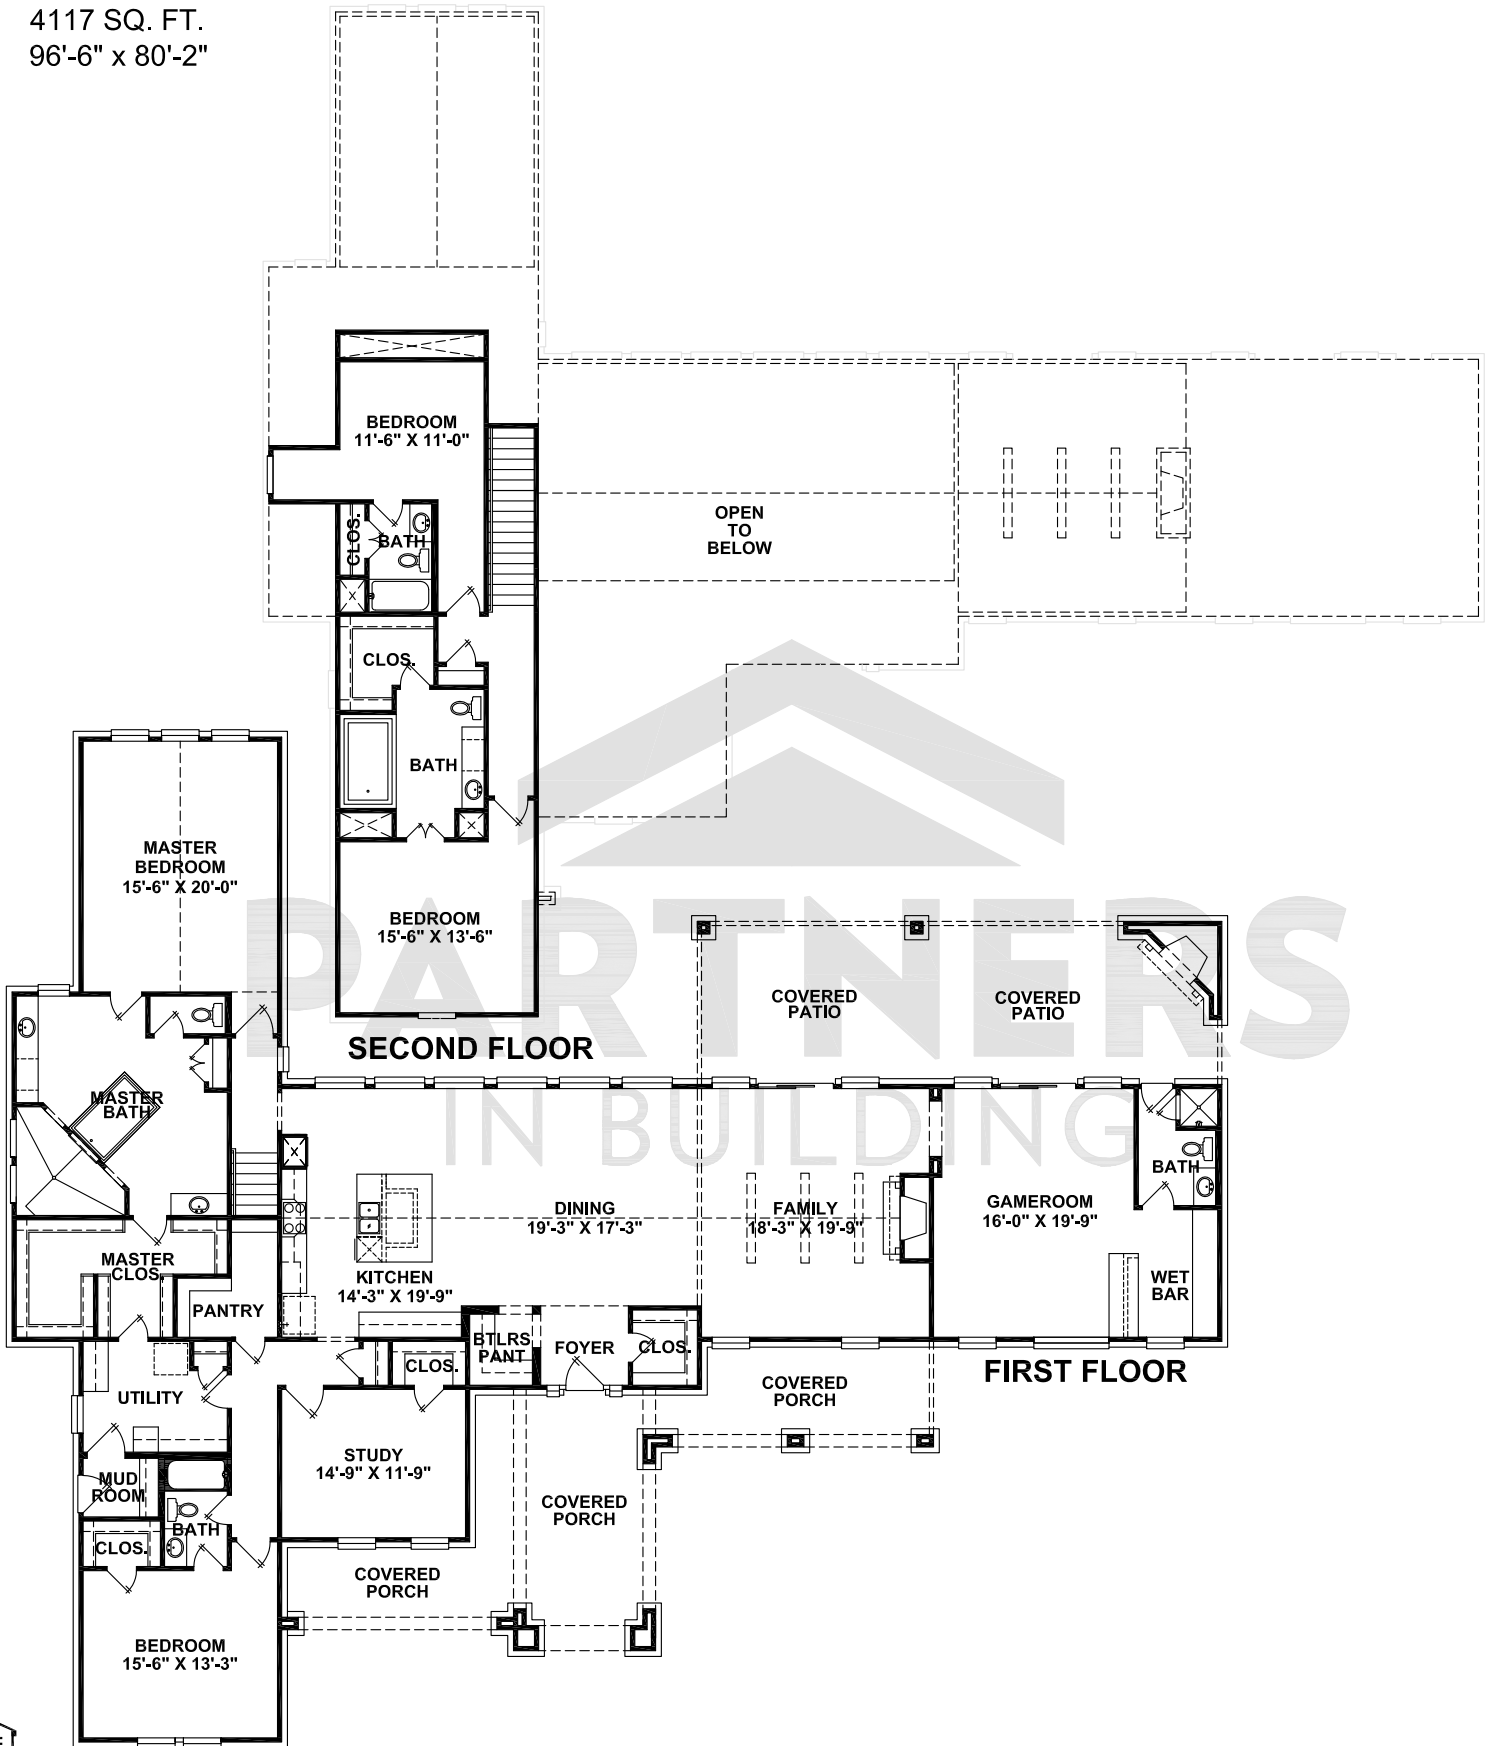 4117 SQ. FT.
96'-6" x 80'-2"
BEDROOM
11'-6" X 11'-0"
CLOS.
BATH
OPEN
TO
BELOW
CLOS.
BATH
BEDROOM
15'-6" X 13'-6"
SECOND FLOOR
MASTER
BEDROOM
15'-6" X 20'-0"
PARTNERS
IN BUILDING
COVERED
PATIO
COVERED
PATIO
MASTER
BATH
MASTER
CLOS.
PANTRY
KITCHEN
14'-3" X 19'-9"
DINING
19'-3" X 17'-3"
FAMILY
18'-3" X 19'-9"
GAMEROOM
16'-0" X 19'-9"
BATH
WET
BAR
BTLRS
PANT
FOYER
CLOS.
CLOS.
FIRST FLOOR
COVERED
PORCH
UTILITY
STUDY
14'-9" X 11'-9"
MUD
ROOM
BATH
CLOS.
COVERED
PORCH
COVERED
PORCH
BEDROOM
15'-6" X 13'-3"